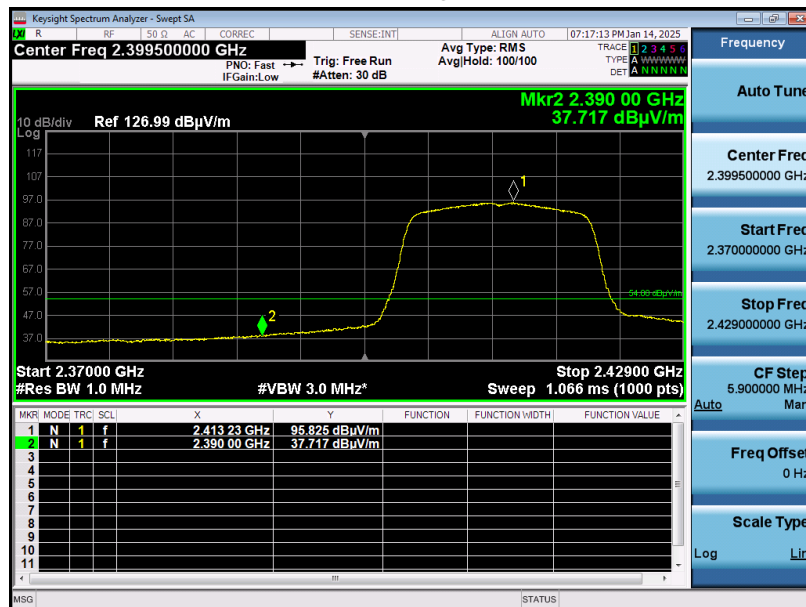 Keysight Spectrum Analyzer - Swept SA
LXI R RF 50 Ω AC CORREC SENSE:INT ALIGN AUTO 07:17:13 PM Jan 14, 2025
Center Freq 2.399500000 GHz
PNO: Fast
IFGain:Low
Trig: Free Run
#Atten: 30 dB
Avg Type: RMS
Avg|Hold: 100/100
TRACE 1 2 3 4 5 6
TYPE A WWWWW
DET A N N N N N
Mkr2 2.390 00 GHz
37.717 dBµV/m
10 dB/div Ref 126.99 dBµV/m
Log
117
107
97.0
87.0
77.0
67.0
57.0
47.0
37.0
54.00 dBµV/m
1
2
Start 2.37000 GHz Stop 2.42900 GHz
#Res BW 1.0 MHz #VBW 3.0 MHz* Sweep 1.066 ms (1000 pts)
MKR MODE TRC SCL X Y FUNCTION FUNCTION WIDTH FUNCTION VALUE
1 N 1 f 2.413 23 GHz 95.825 dBµV/m
2 N 1 f 2.390 00 GHz 37.717 dBµV/m
3
4
5
6
7
8
9
10
11
MSG STATUS
Frequency
Auto Tune
Center Freq
2.399500000 GHz
Start Freq
2.370000000 GHz
Stop Freq
2.429000000 GHz
CF Step
5.900000 MHz
Auto Man
Freq Offset
0 Hz
Scale Type
Log Lin